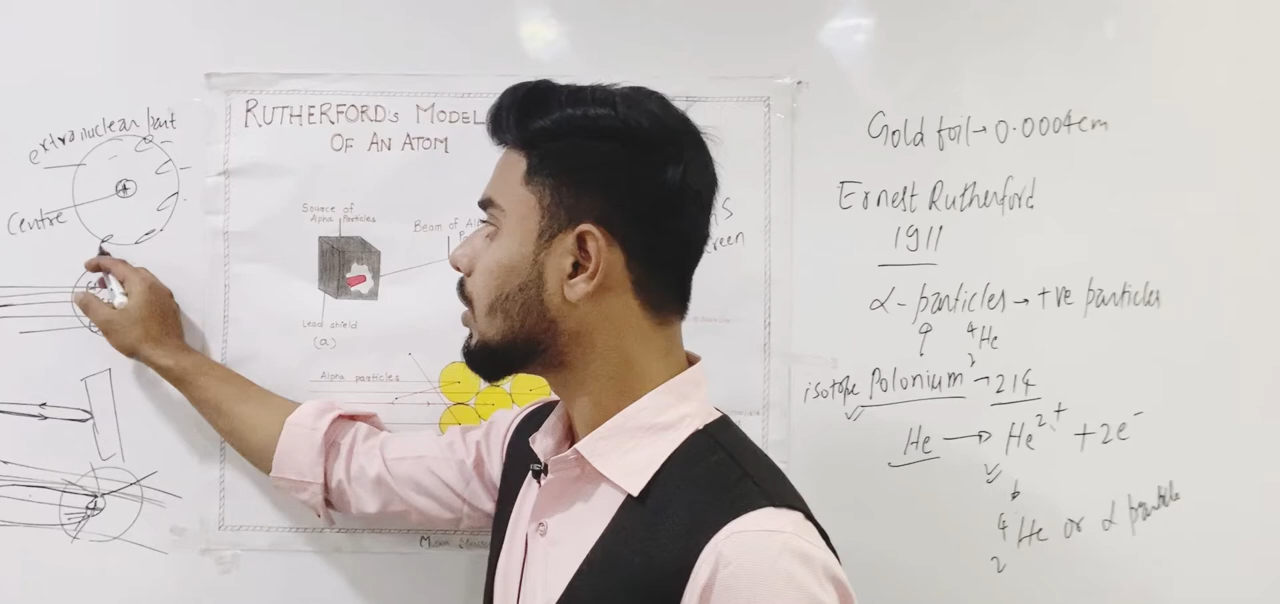 extra nuclear part
Centre
RUTHERFORD's MODEL
OF AN ATOM
Source of
Apna Particles
Beam of
Lead shield
(a)
Alpha particles
Gold foil → 0.0004cm
Ernest Rutherford
1911
α - particles → +ve particles
4
2
He
isotope Polonium - 214
He → He2+ + 2e-
4
2
He or α particle